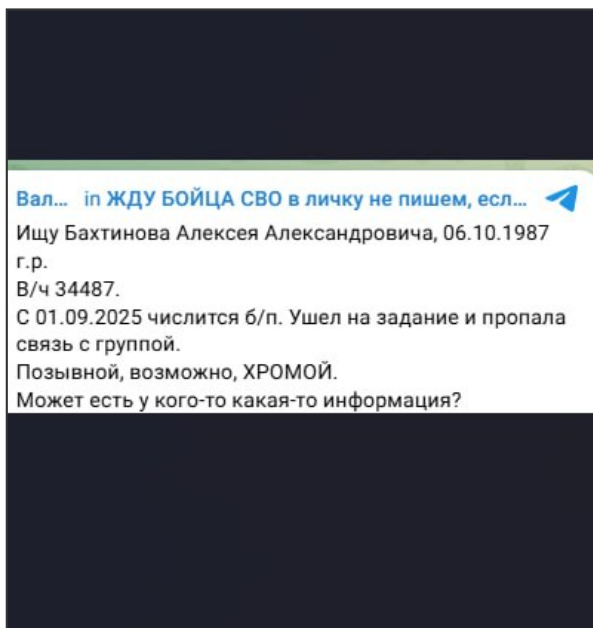 Вал... in ЖДУ БОЙЦА СВО в личку не пишем, есл...
Ищу Бахтинова Алексея Александровича, 06.10.1987
г.р.
В/ч 34487.
С 01.09.2025 числится б/п. Ушел на задание и пропала
связь с группой.
Позывной, возможно, ХРОМОЙ.
Может есть у кого-то какая-то информация?